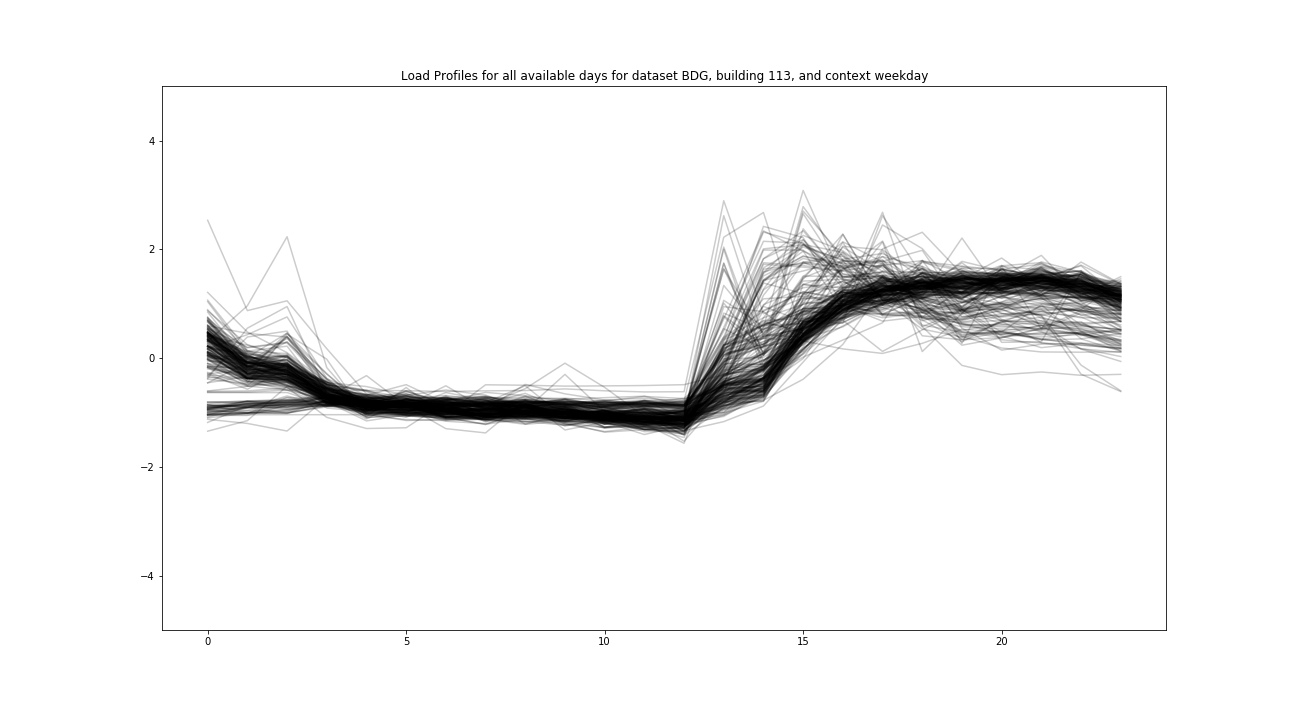 Load Profiles for all available days for dataset BDG, building 113, and context weekday
4
2
0
−2
−4
0 5 10 15 20